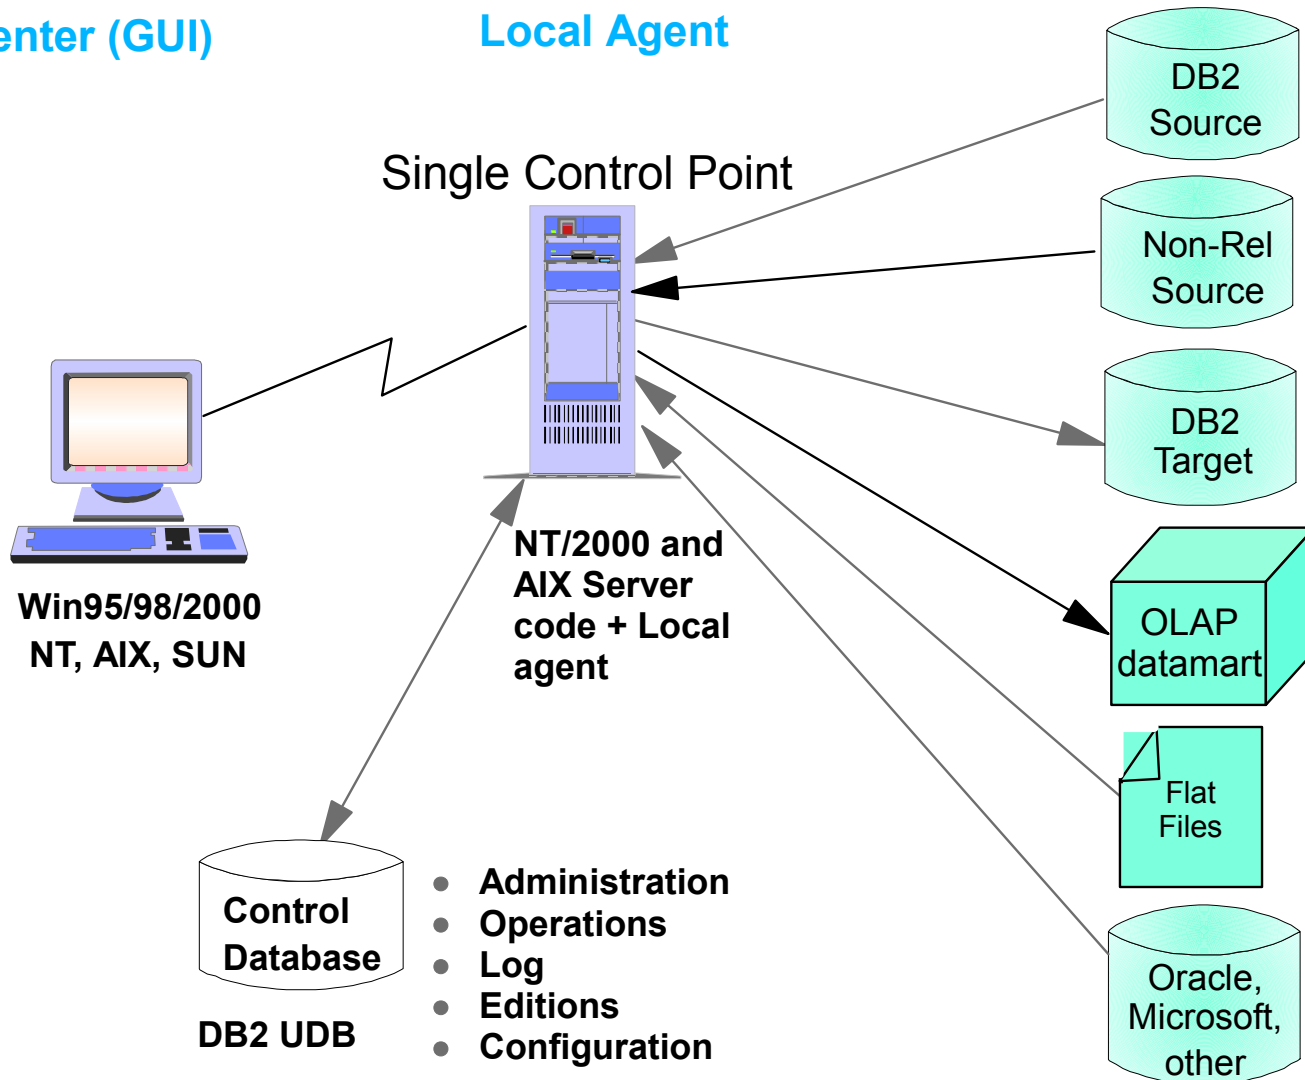 enter (GUI)
Local Agent
Single Control Point
DB2
Source
Non-Rel
Source
DB2
Target
OLAP
datamart
Flat
Files
Oracle,
Microsoft,
other
Win95/98/2000
NT, AIX, SUN
NT/2000 and
AIX Server
code + Local
agent
Control
Database
DB2 UDB
● Administration
● Operations
● Log
● Editions
● Configuration